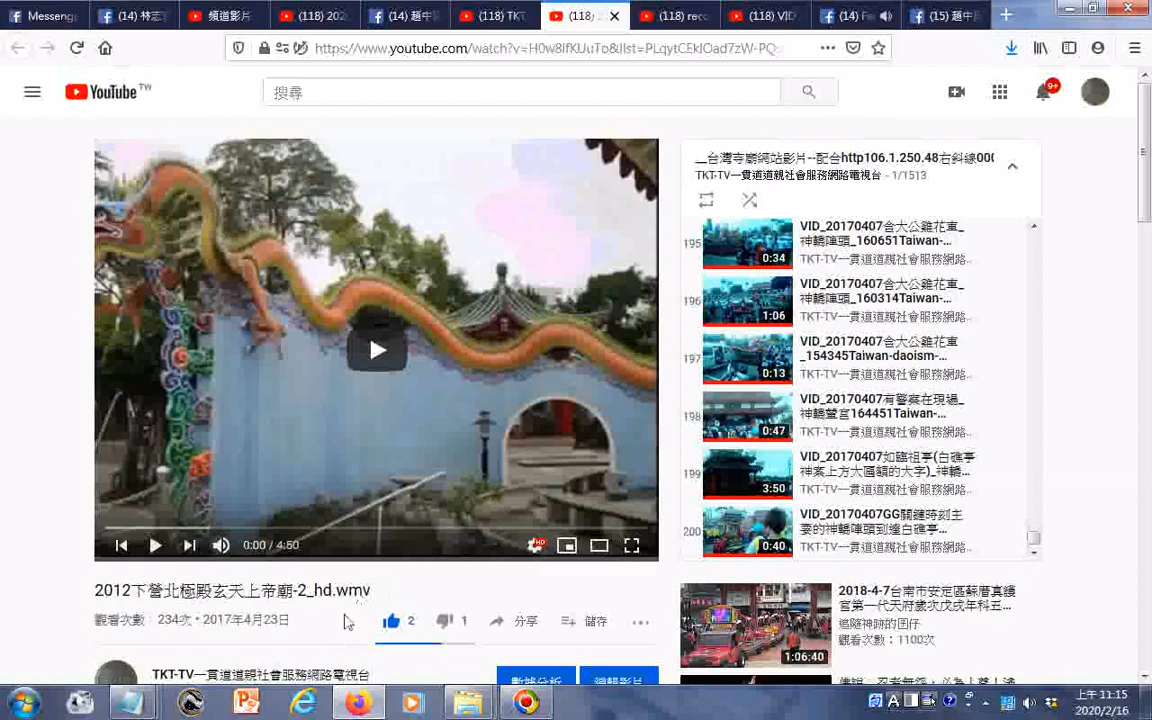 Messeng
(14) 林志
頻道影片
(118) 202
(14) 趙中
(118) TKT
(118)
(118) rec
(118) VID
(14) Fa
(15) 趙中
https://www.youtube.com/watch?v=H0w8IfKUuTo&list=PLqytCEkIOad7zW-PQ
YouTube TW
搜尋
9+
__台灣寺廟網站影片--配合http106.1.250.48右斜線000
TKT-TV一貫道道親社會服務網路電視台 - 1/1513
195
VID_20170407含大公雞花車_
神轎陣頭_160651Taiwan-...
TKT-TV一貫道道親社會服務網路..
0:34
196
VID_20170407含大公雞花車_
神轎陣頭_160314Taiwan-...
TKT-TV一貫道道親社會服務網路..
1:06
197
VID_20170407含大公雞花車
_154345Taiwan-daoism-...
TKT-TV一貫道道親社會服務網路..
0:13
198
VID_20170407有警察在現場_
神轎鑾宮164451Taiwan-...
TKT-TV一貫道道親社會服務網路..
0:47
199
VID_20170407如臨祖亭(白礁亭
神案上方大區額的大字)_神轎...
TKT-TV一貫道道親社會服務網路..
3:50
200
VID_20170407GG關鍵時刻主
要的神轎陣頭到達白礁亭...
TKT-TV一貫道道親社會服務網路..
0:40
0:00 / 4:50
HD
2012下營北極殿玄天上帝廟-2_hd.wmv
觀看次數：234次 • 2017年4月23日
2
1
分享
儲存
TKT-TV一貫道道親社會服務網路電視台
數據分析
編輯影片
2018-4-7台南市安定區蘇厝真護
宮第一代天府歲次戊戌年科五...
追隨神跡的囝仔
觀看次數：1100次
1:06:40
上午 11:15
2020/2/16